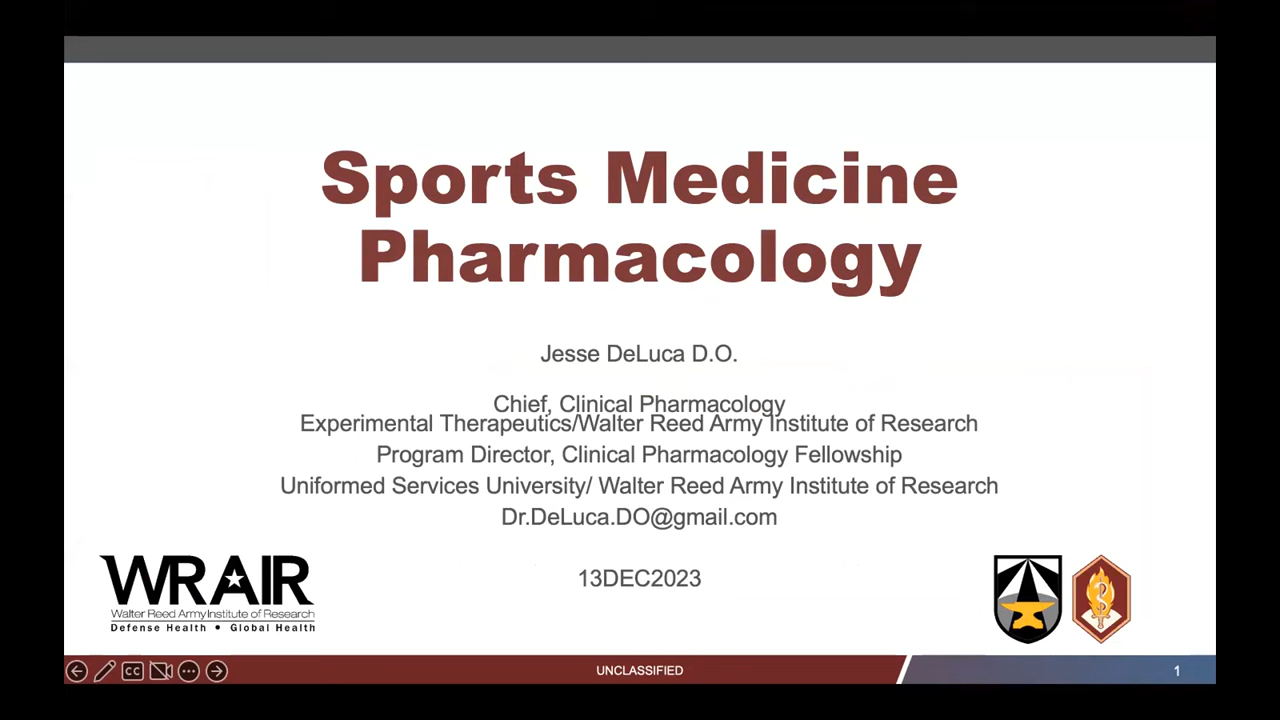 Sports Medicine
Pharmacology
Jesse DeLuca D.O.
Chief, Clinical Pharmacology
Experimental Therapeutics/Walter Reed Army Institute of Research
Program Director, Clinical Pharmacology Fellowship
Uniformed Services University/ Walter Reed Army Institute of Research
Dr.DeLuca.DO@gmail.com
13DEC2023
WRAIR
Walter Reed Army Institute of Research
Defense Health • Global Health
CC
UNCLASSIFIED
1